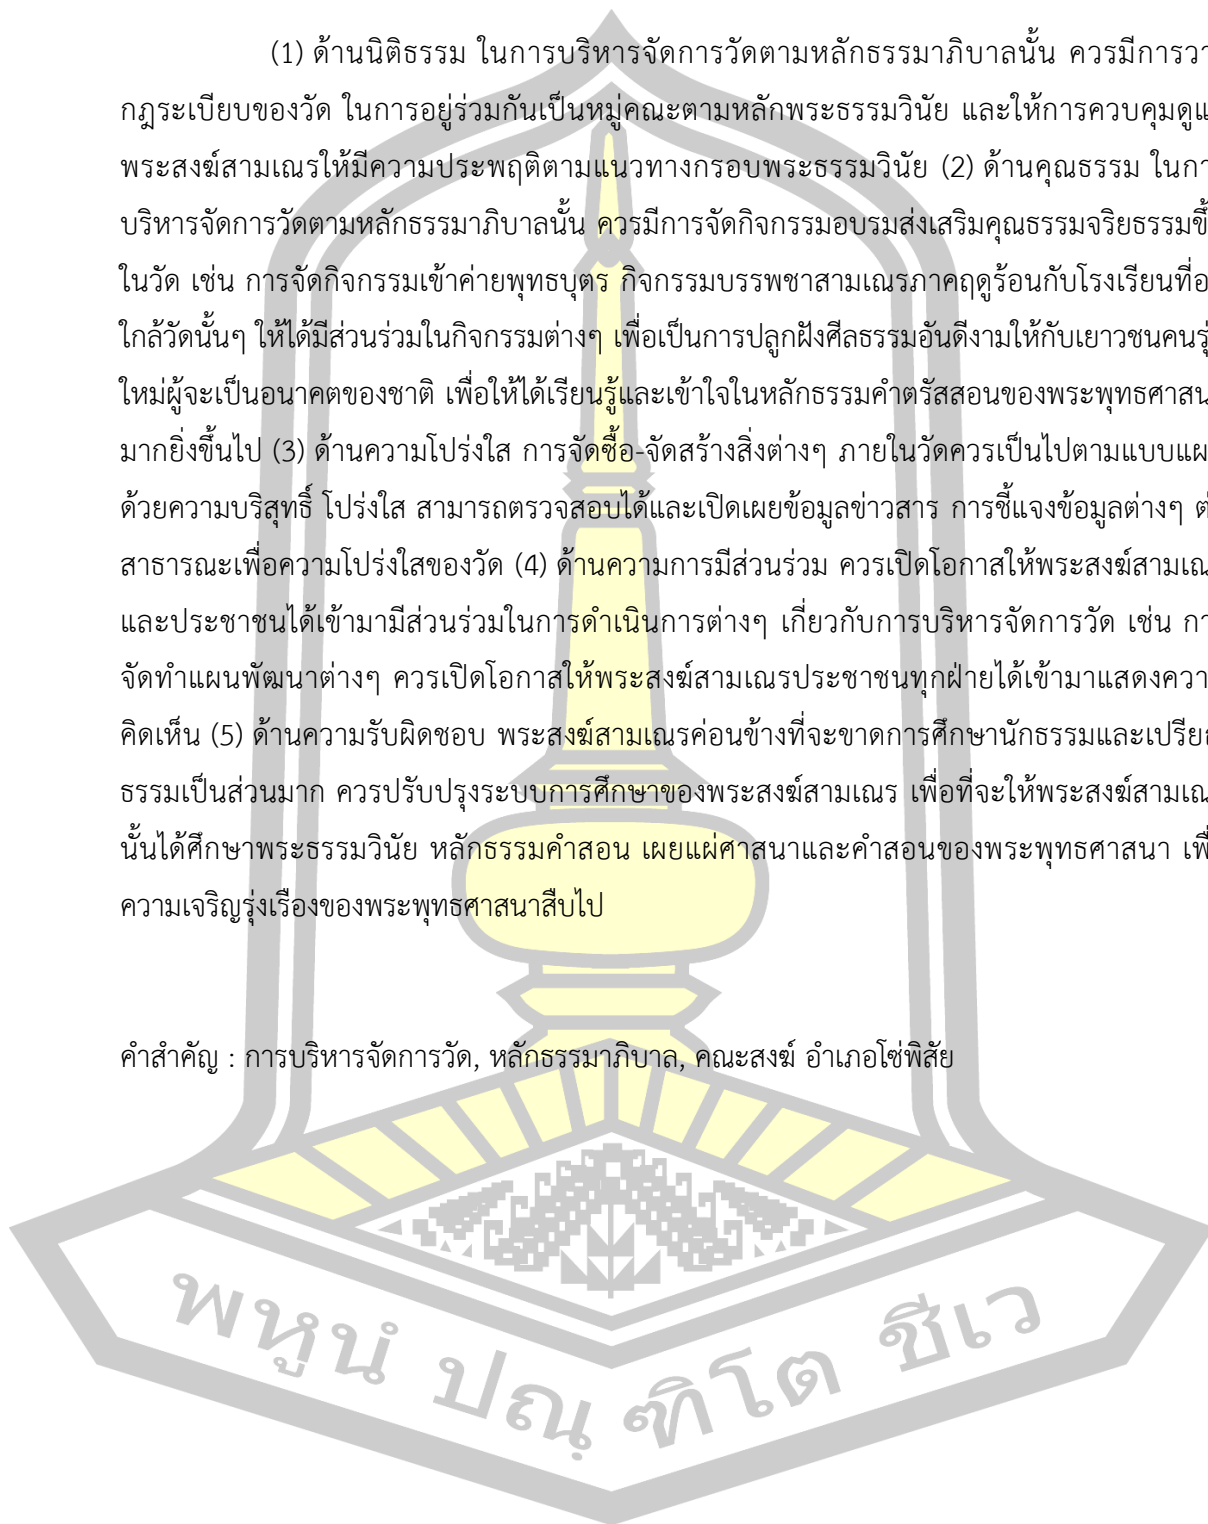 (1) ด้านนิติธรรม ในการบริหารจัดการวัดตามหลักธรรมาภิบาลนั้น ควรมีการวา
กฎระเบียบของวัด ในการอยู่ร่วมกันเป็นหมู่คณะตามหลักพระธรรมวินัย และให้การควบคุมดูแ
พระสงฆ์สามเณรให้มีความประพฤติตามแนวทางกรอบพระธรรมวินัย (2) ด้านคุณธรรม ในกา
บริหารจัดการวัดตามหลักธรรมาภิบาลนั้น ควรมีการจัดกิจกรรมอบรมส่งเสริมคุณธรรมจริยธรรมขึ้
ในวัด เช่น การจัดกิจกรรมเข้าค่ายพุทธบุตร กิจกรรมบรรพชาสามเณรภาคฤดูร้อนกับโรงเรียนที่อ
ใกล้วัดนั้นๆ ให้ได้มีส่วนร่วมในกิจกรรมต่างๆ เพื่อเป็นการปลูกฝังศีลธรรมอันดีงามให้กับเยาวชนคนรุ่
ใหม่ผู้จะเป็นอนาคตของชาติ เพื่อให้ได้เรียนรู้และเข้าใจในหลักธรรมคำตรัสสอนของพระพุทธศาสน
มากยิ่งขึ้นไป (3) ด้านความโปร่งใส การจัดซื้อ-จัดสร้างสิ่งต่างๆ ภายในวัดควรเป็นไปตามแบบแผ
ด้วยความบริสุทธิ์ โปร่งใส สามารถตรวจสอบได้และเปิดเผยข้อมูลข่าวสาร การชี้แจงข้อมูลต่างๆ ต่
สาธารณะเพื่อความโปร่งใสของวัด (4) ด้านความการมีส่วนร่วม ควรเปิดโอกาสให้พระสงฆ์สามเณ
และประชาชนได้เข้ามามีส่วนร่วมในการดำเนินการต่างๆ เกี่ยวกับการบริหารจัดการวัด เช่น กา
จัดทำแผนพัฒนาต่างๆ ควรเปิดโอกาสให้พระสงฆ์สามเณรประชาชนทุกฝ่ายได้เข้ามาแสดงควา
คิดเห็น (5) ด้านความรับผิดชอบ พระสงฆ์สามเณรค่อนข้างที่จะขาดการศึกษานักธรรมและเปรีย
ธรรมเป็นส่วนมาก ควรปรับปรุงระบบการศึกษาของพระสงฆ์สามเณร เพื่อที่จะให้พระสงฆ์สามเณ
นั้นได้ศึกษาพระธรรมวินัย หลักธรรมคำสอน เผยแผ่ศาสนาและคำสอนของพระพุทธศาสนา เพื่
ความเจริญรุ่งเรืองของพระพุทธศาสนาสืบไป
คำสำคัญ : การบริหารจัดการวัด, หลักธรรมาภิบาล, คณะสงฆ์ อำเภอโซ่พิสัย
พหูนํ ปณฺฑิโต ชีเว